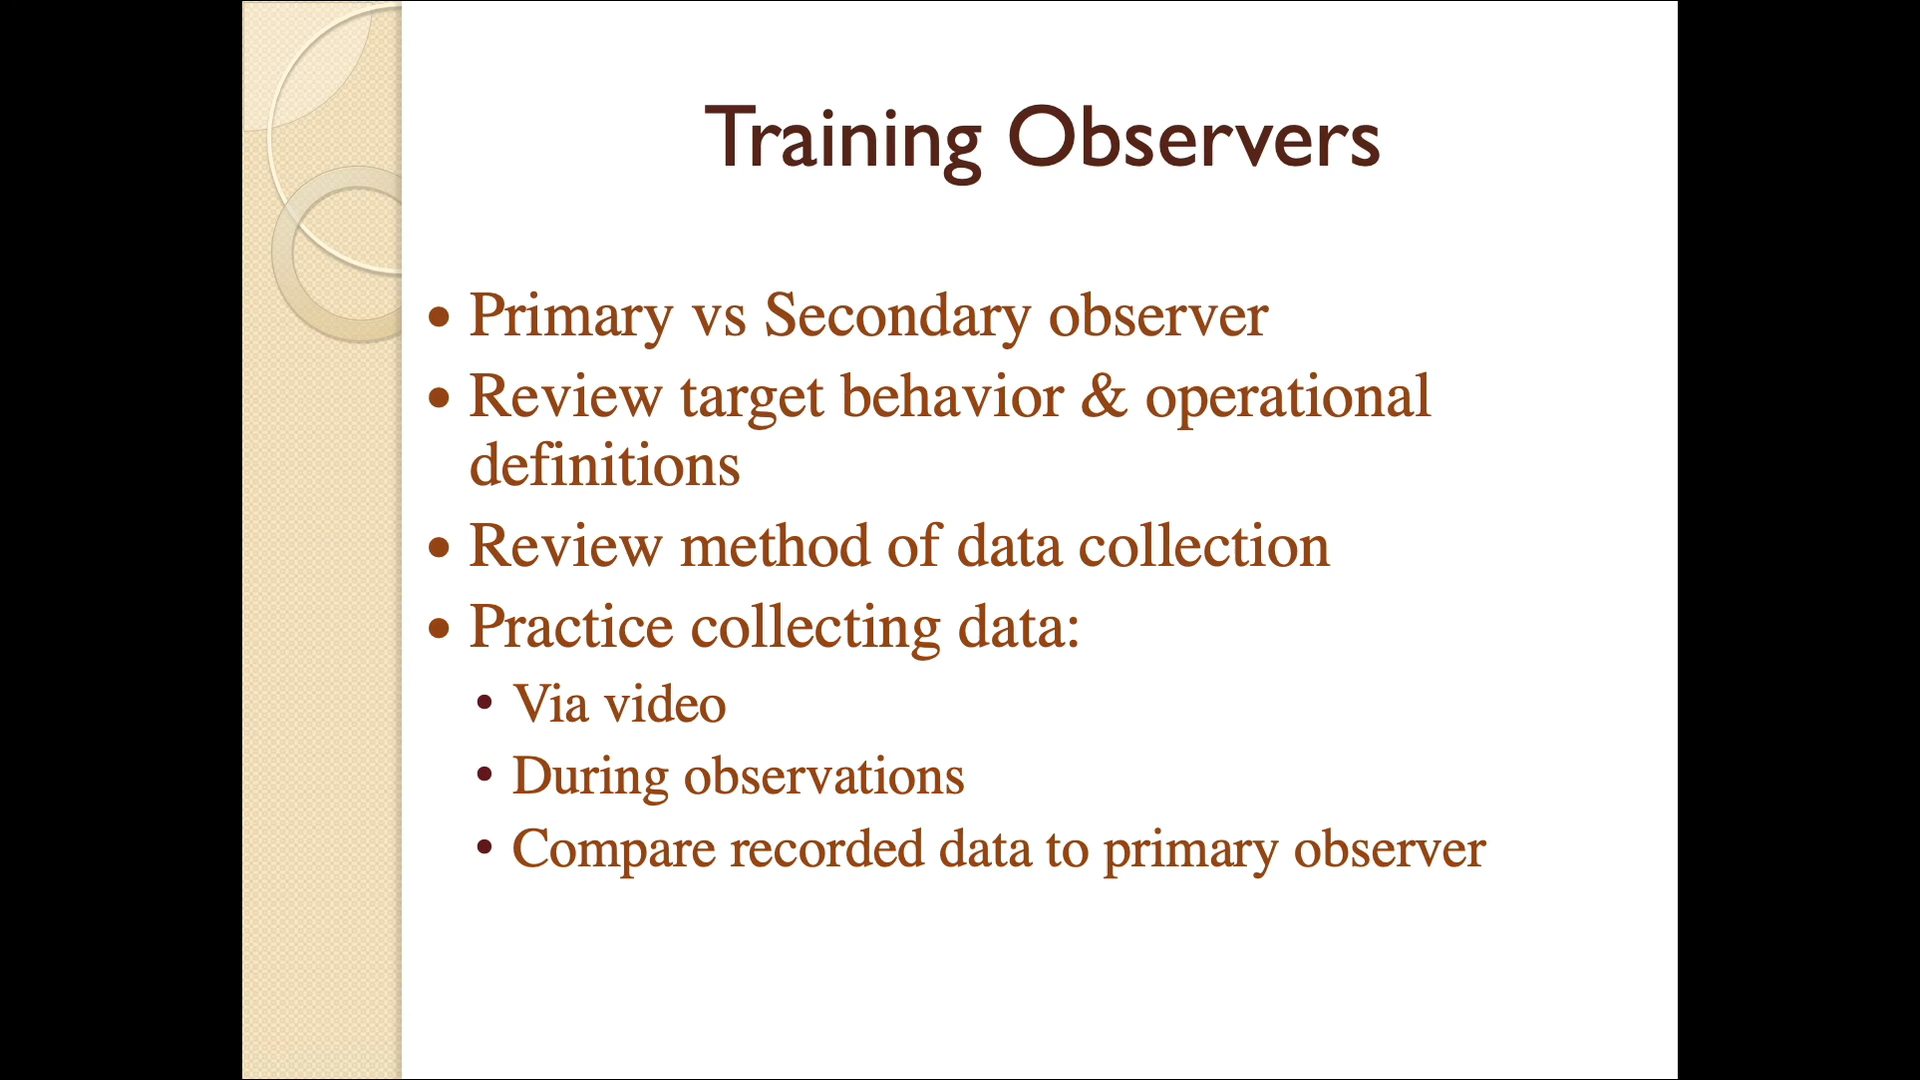 Training Observers
• Primary vs Secondary observer
• Review target behavior & operational
definitions
• Review method of data collection
• Practice collecting data:
• Via video
• During observations
• Compare recorded data to primary observer